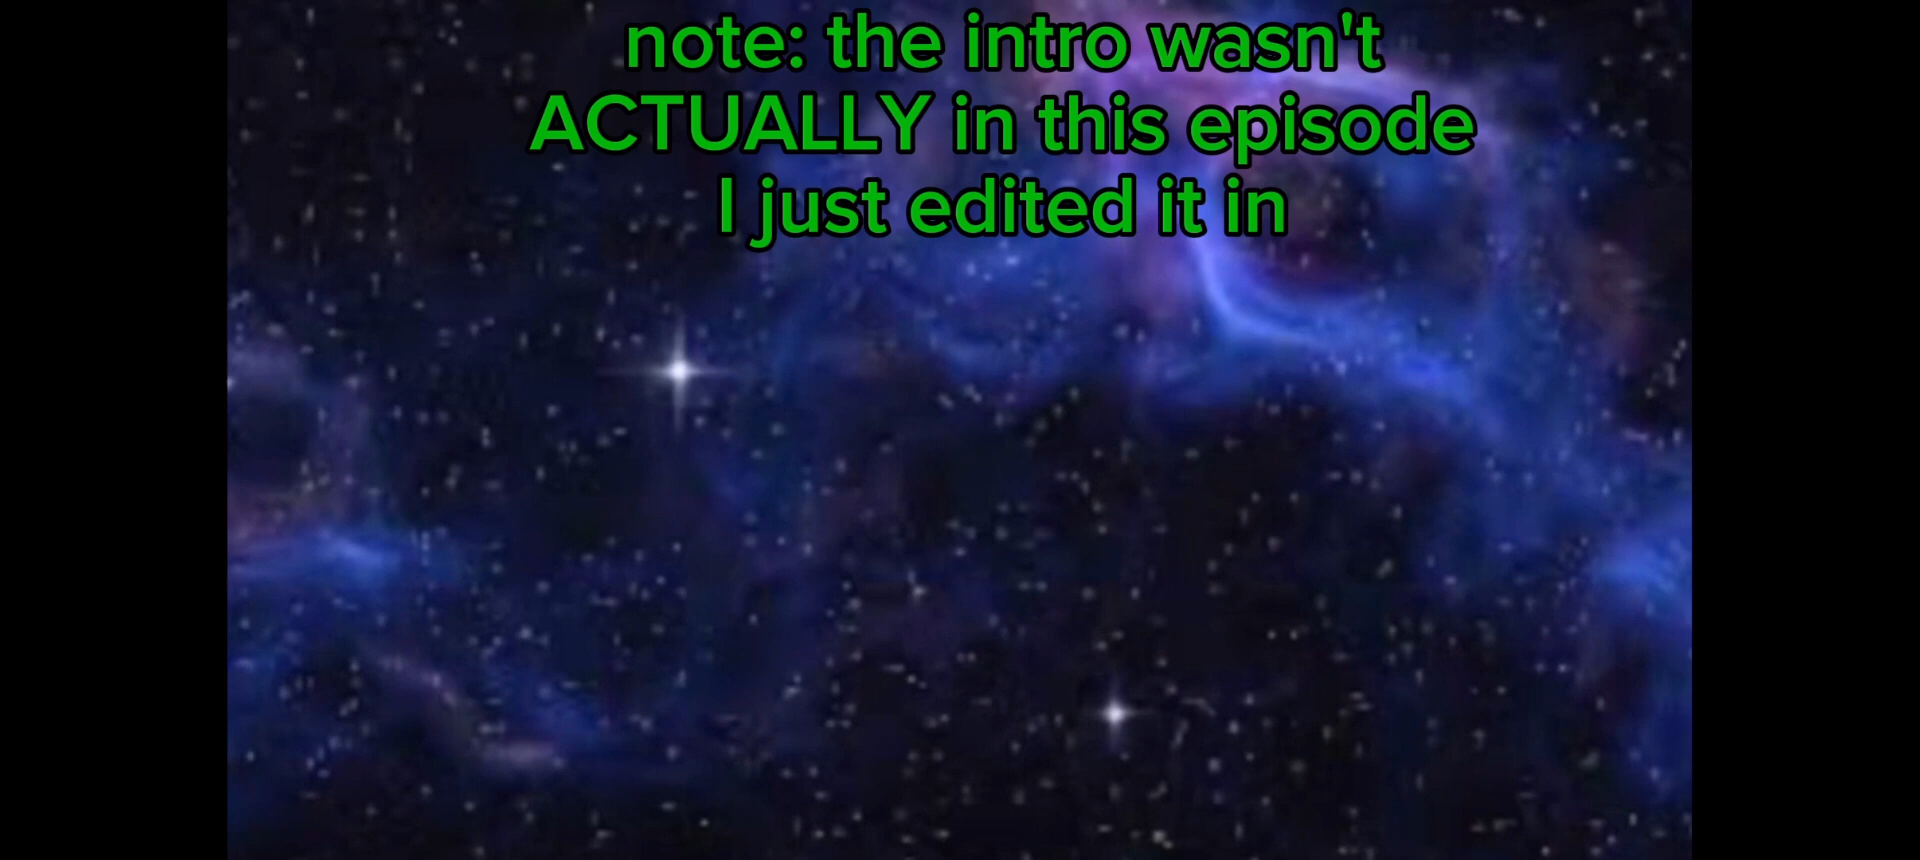 note: the intro wasn't
ACTUALLY in this episode
I just edited it in